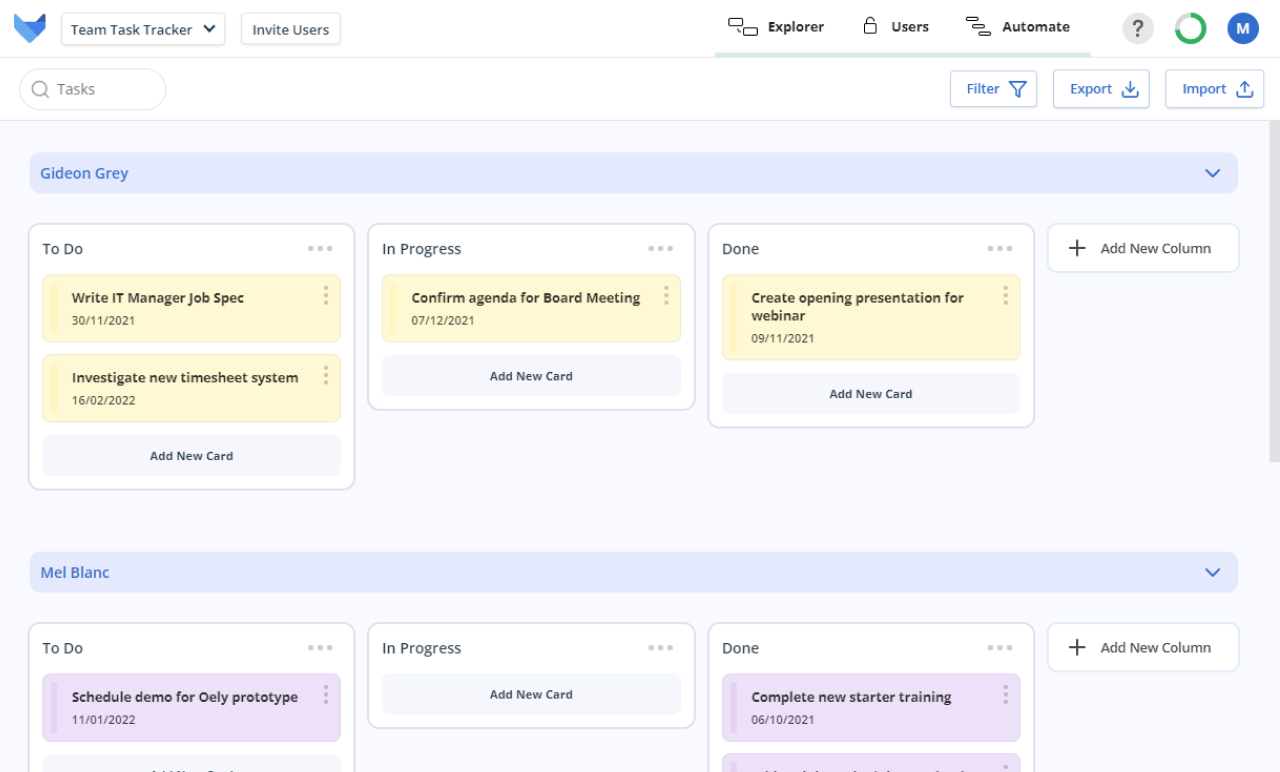 Team Task Tracker
Invite Users
Explorer
Users
Automate
?
M
Tasks
Filter
Export
Import
Gideon Grey
To Do
Write IT Manager Job Spec
30/11/2021
Investigate new timesheet system
16/02/2022
Add New Card
In Progress
Confirm agenda for Board Meeting
07/12/2021
Add New Card
Done
Create opening presentation for
webinar
09/11/2021
Add New Card
Add New Column
Mel Blanc
To Do
Schedule demo for Oely prototype
11/01/2022
In Progress
Add New Card
Done
Complete new starter training
06/10/2021
Add New Column